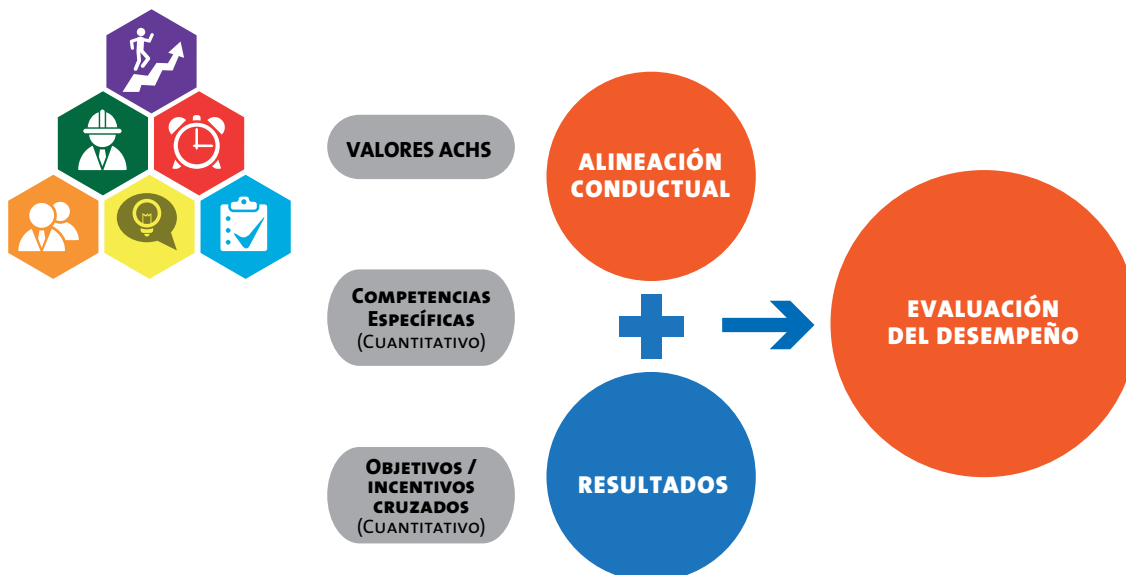 VALORES ACHS
COMPETENCIAS
ESPECÍFICAS
(CUANTITATIVO)
OBJETIVOS /
INCENTIVOS
CRUZADOS
(CUANTITATIVO)
ALINEACIÓN
CONDUCTUAL
RESULTADOS
EVALUACIÓN
DEL DESEMPEÑO